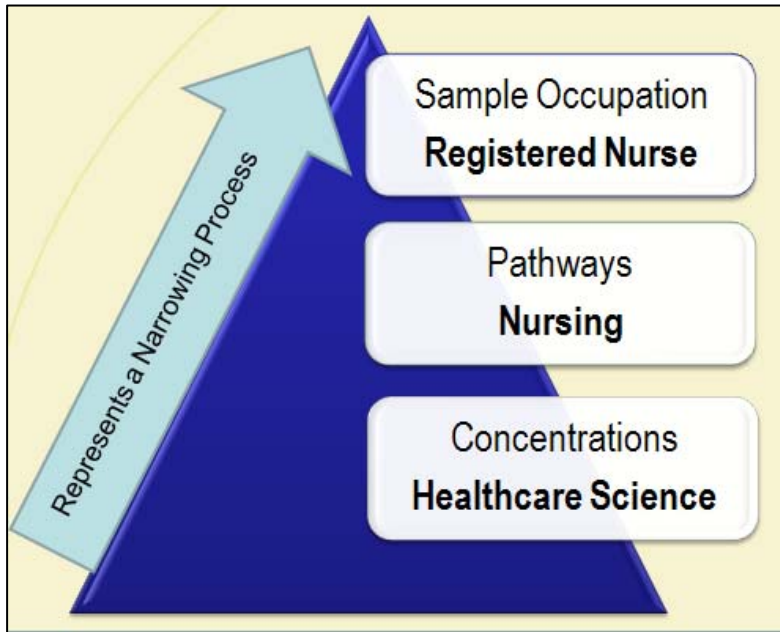 Sample Occupation
Registered Nurse
Pathways
Nursing
Concentrations
Healthcare Science
Represents a Narrowing Process